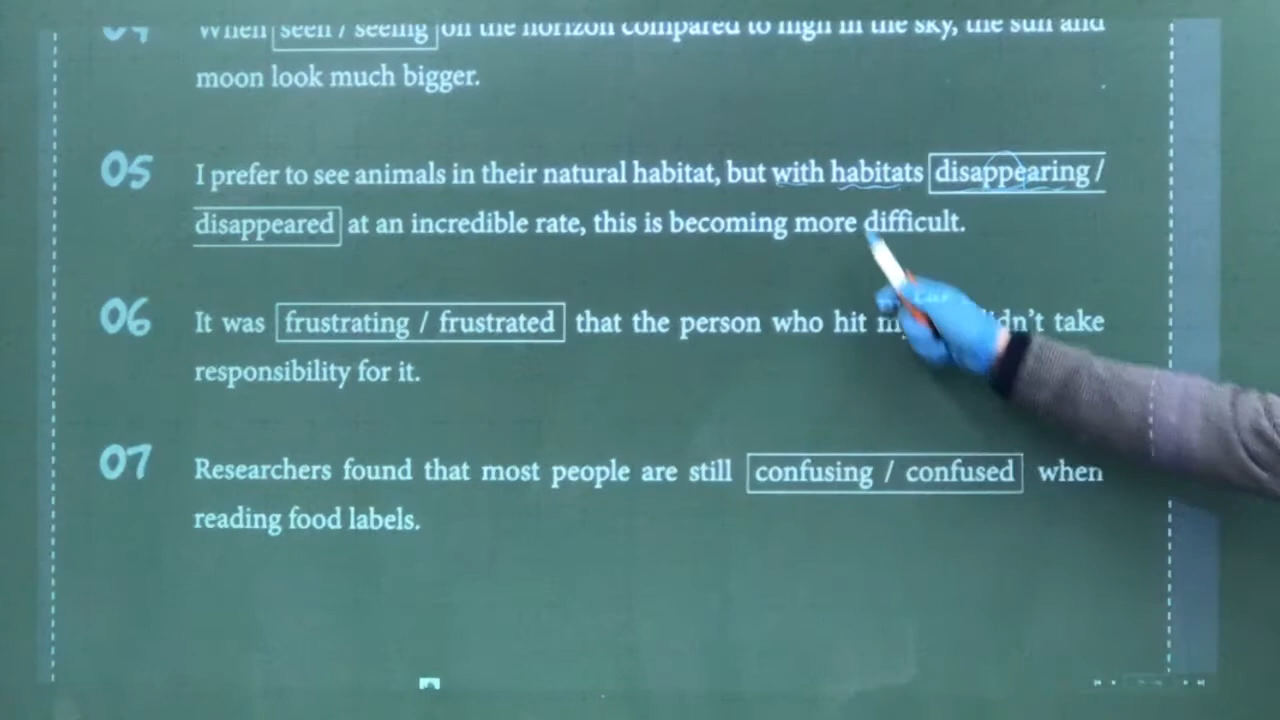 04 When seen / seeing on the horizon compared to high in the sky, the sun and
moon look much bigger.
05 I prefer to see animals in their natural habitat, but with habitats disappearing /
disappeared at an incredible rate, this is becoming more difficult.
06 It was frustrating / frustrated that the person who hit didn't take
responsibility for it.
07 Researchers found that most people are still confusing / confused when
reading food labels.